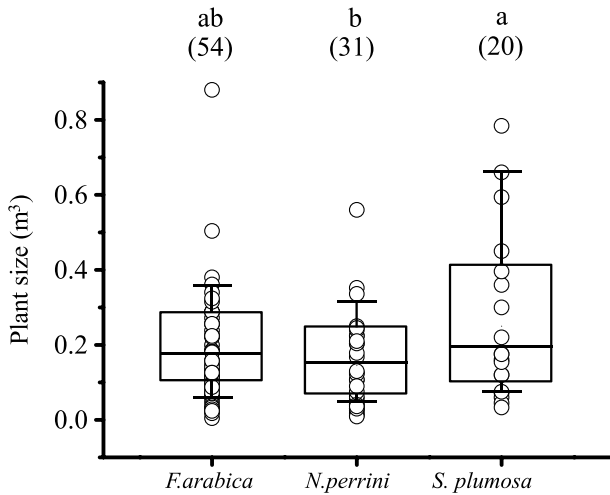 ab b a
(54) (31) (20)
0.8
0.6
0.4
0.2
0.0
Plant size (m³)
F.arabica N.perrini S. plumosa